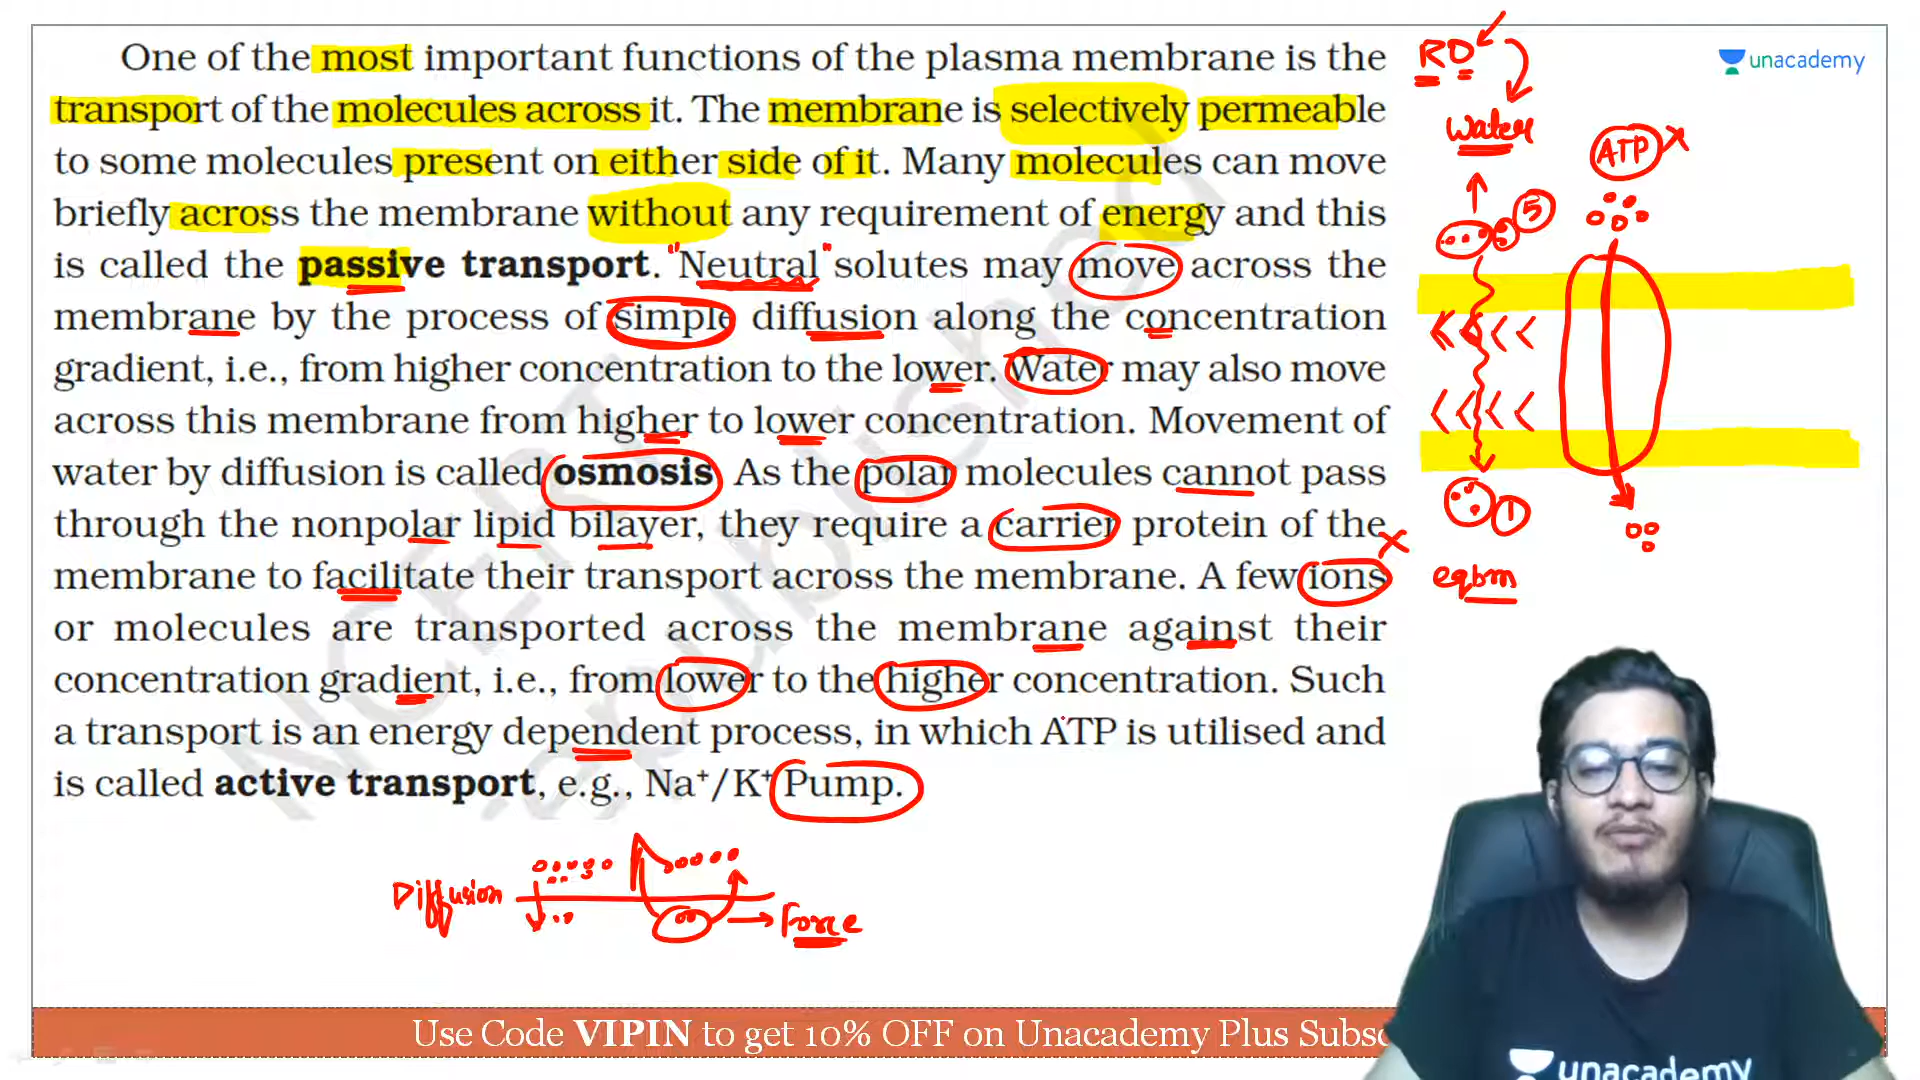 One of the most important functions of the plasma membrane is the
transport of the molecules across it. The membrane is selectively permeable
to some molecules present on either side of it. Many molecules can move
briefly across the membrane without any requirement of energy and this
is called the passive transport. "Neutral" solutes may move across the
membrane by the process of simple diffusion along the concentration
gradient, i.e., from higher concentration to the lower. Water may also move
across this membrane from higher to lower concentration. Movement of
water by diffusion is called osmosis. As the polar molecules cannot pass
through the nonpolar lipid bilayer, they require a carrier protein of the
membrane to facilitate their transport across the membrane. A few ions
or molecules are transported across the membrane against their
concentration gradient, i.e., from lower to the higher concentration. Such
a transport is an energy dependent process, in which ATP is utilised and
is called active transport, e.g., Na⁺/K⁺ Pump.
RO
Water
ATP x
5
1
eqbm
Diffusion
Force
unacademy
NCERT
republished
Use Code VIPIN to get 10% OFF on Unacademy Plus Subsc
unacademy